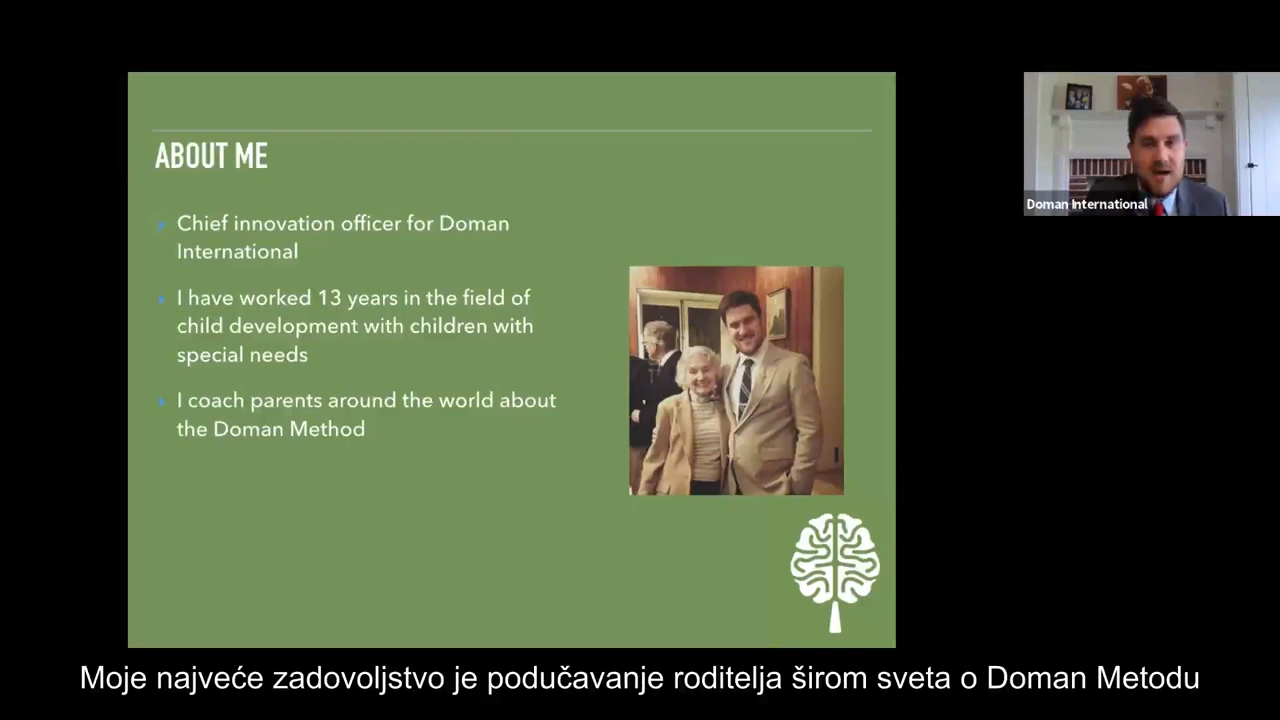 ABOUT ME
Chief innovation officer for Doman
International
I have worked 13 years in the field of
child development with children with
special needs
I coach parents around the world about
the Doman Method
Doman International
Moje najveće zadovoljstvo je podučavanje roditelja širom sveta o Doman Metodu